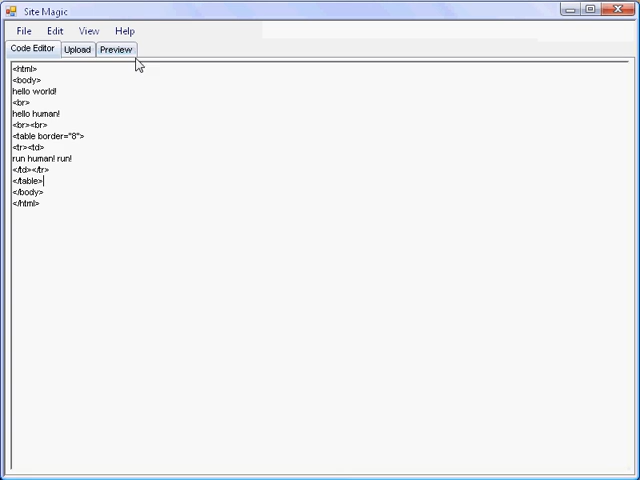 Site Magic
File Edit View Help
Code Editor Upload Preview
<html>
<body>
hello world!
<br>
hello human!
<br><br>
<table border="8">
<tr><td>
run human! run!
</td></tr>
</table>
</body>
</html>